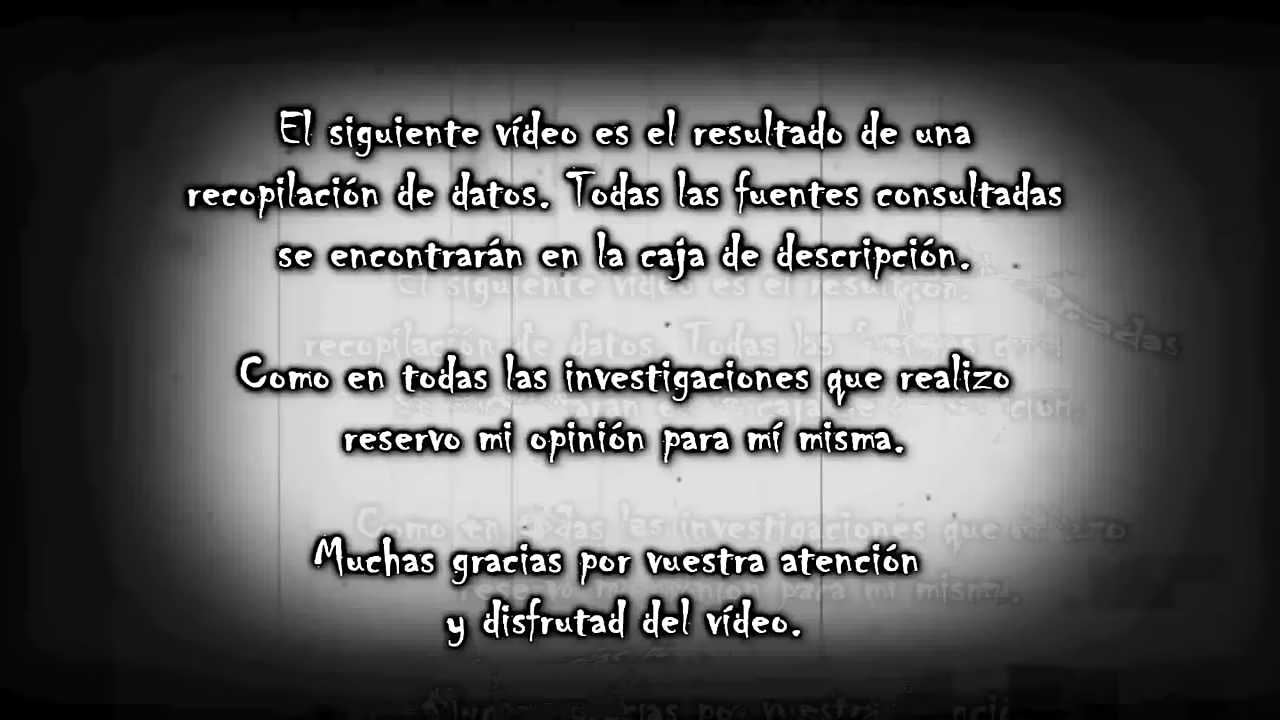 El siguiente vídeo es el resultado de una
recopilación de datos. Todas las fuentes consultadas
se encontrarán en la caja de descripción.
Como en todas las investigaciones que realizo
reservo mi opinión para mí misma.
Muchas gracias por vuestra atención
y disfrutad del vídeo.